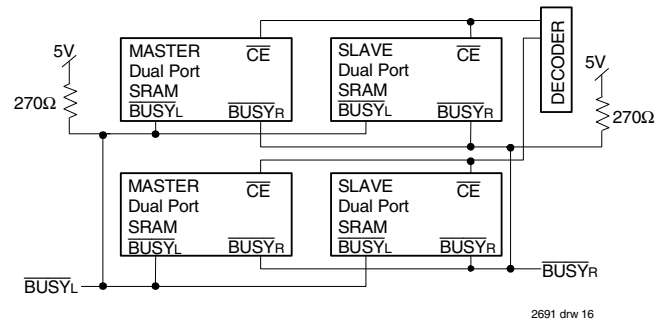 5V
270Ω
MASTER
Dual Port
SRAM
BUSYL
CE
BUSYR
SLAVE
Dual Port
SRAM
BUSYL
CE
BUSYR
DECODER
5V
270Ω
MASTER
Dual Port
SRAM
BUSYL
CE
BUSYR
SLAVE
Dual Port
SRAM
BUSYL
CE
BUSYR
BUSYL
BUSYR
2691 drw 16